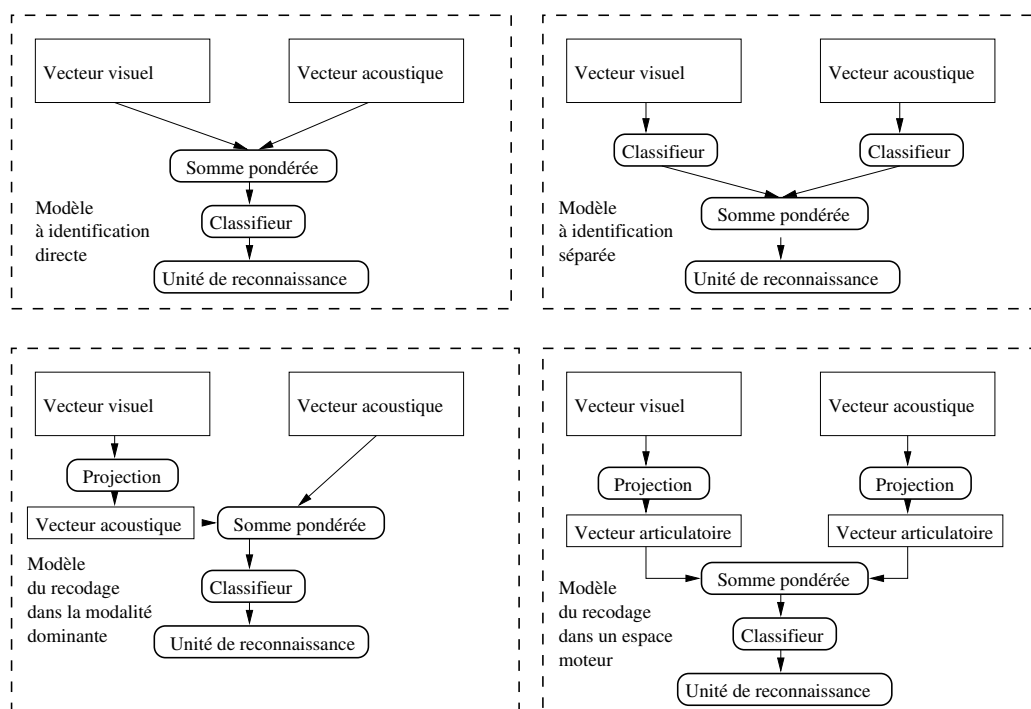 Vecteur visuel
Vecteur acoustique
Somme pondérée
Classifieur
Unité de reconnaissance
Modèle
à identification
directe
Vecteur visuel
Vecteur acoustique
Classifieur
Classifieur
Somme pondérée
Unité de reconnaissance
Modèle
à identification
séparée
Vecteur visuel
Vecteur acoustique
Projection
Vecteur acoustique
Somme pondérée
Classifieur
Unité de reconnaissance
Modèle
du recodage
dans la modalité
dominante
Vecteur visuel
Vecteur acoustique
Projection
Projection
Vecteur articulatoire
Vecteur articulatoire
Somme pondérée
Classifieur
Unité de reconnaissance
Modèle
du recodage
dans un espace
moteur